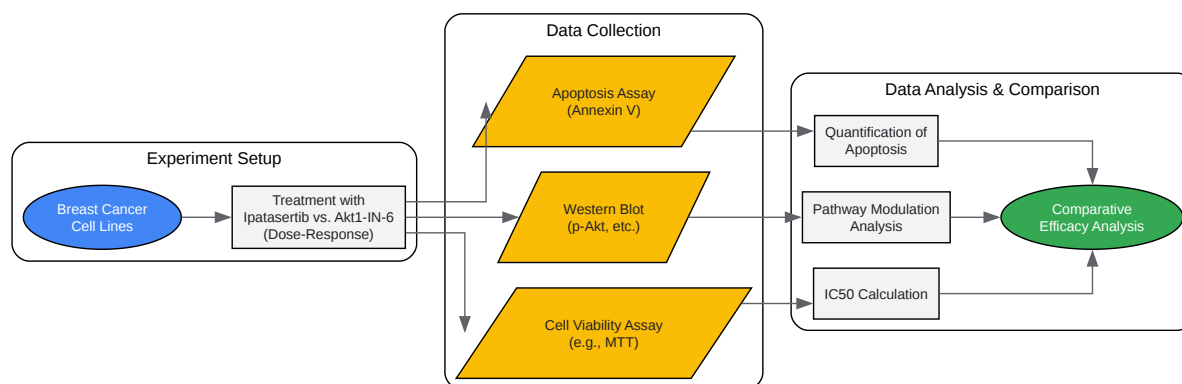 Experiment Setup
Breast Cancer
Cell Lines
Treatment with
Ipatasertib vs. Akt1-IN-6
(Dose-Response)
Data Collection
Apoptosis Assay
(Annexin V)
Western Blot
(p-Akt, etc.)
Cell Viability Assay
(e.g., MTT)
Data Analysis & Comparison
Quantification of
Apoptosis
Pathway Modulation
Analysis
IC50 Calculation
Comparative
Efficacy Analysis